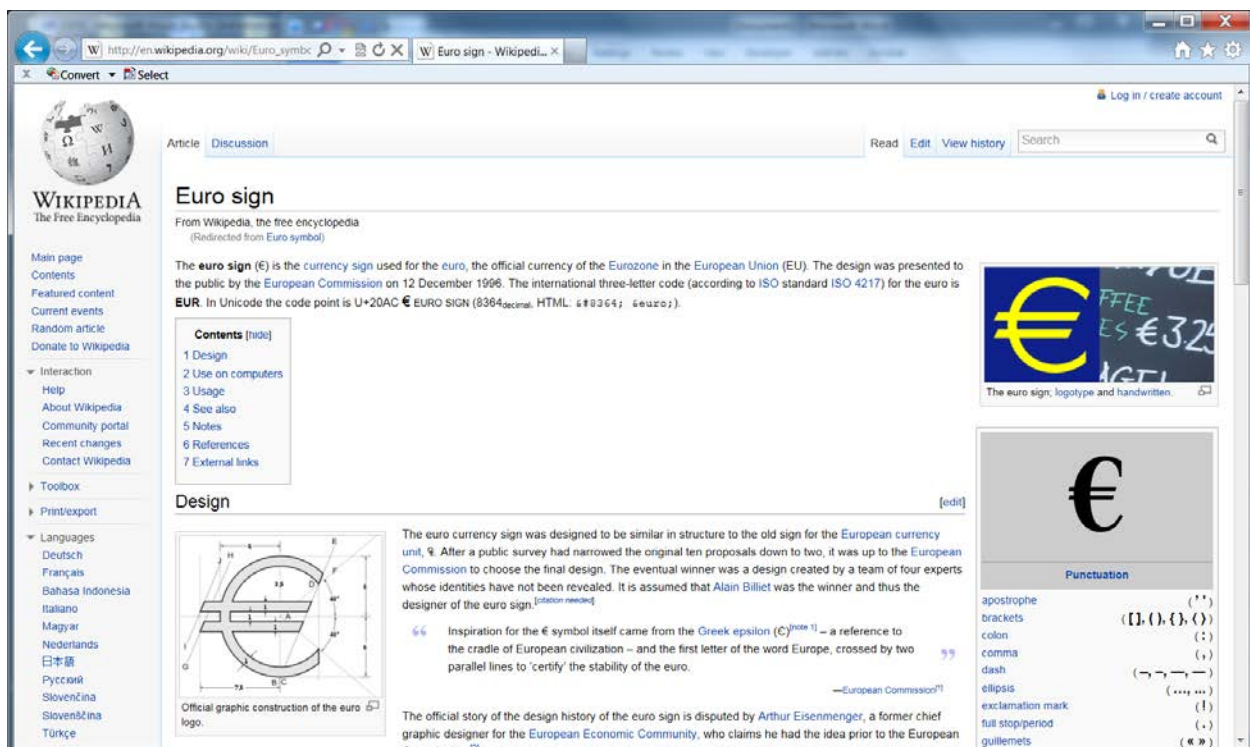 http://en.wikipedia.org/wiki/Euro_symbc
W Euro sign - Wikipedi...
x Convert Select
Log in / create account
Article Discussion
Read Edit View history Search
WIKIPEDIA
The Free Encyclopedia
Main page
Contents
Featured content
Current events
Random article
Donate to Wikipedia
Interaction
Help
About Wikipedia
Community portal
Recent changes
Contact Wikipedia
Toolbox
Print/export
Languages
Deutsch
Français
Bahasa Indonesia
Italiano
Magyar
Nederlands
日本語
Русский
Slovenčina
Slovenščina
Türkçe
Euro sign
From Wikipedia, the free encyclopedia
(Redirected from Euro symbol)
The euro sign (€) is the currency sign used for the euro, the official currency of the Eurozone in the European Union (EU). The design was presented to
the public by the European Commission on 12 December 1996. The international three-letter code (according to ISO standard ISO 4217) for the euro is
EUR. In Unicode the code point is U+20AC € EURO SIGN (8364decimal, HTML: &#8364; &euro;).
Contents [hide]
1 Design
2 Use on computers
3 Usage
4 See also
5 Notes
6 References
7 External links
Design [edit]
Official graphic construction of the euro
logo.
The euro currency sign was designed to be similar in structure to the old sign for the European currency
unit, ₠. After a public survey had narrowed the original ten proposals down to two, it was up to the European
Commission to choose the final design. The eventual winner was a design created by a team of four experts
whose identities have not been revealed. It is assumed that Alain Billiet was the winner and thus the
designer of the euro sign.[citation needed]
Inspiration for the € symbol itself came from the Greek epsilon (Є)[note 1] – a reference to
the cradle of European civilization – and the first letter of the word Europe, crossed by two
parallel lines to 'certify' the stability of the euro.
—European Commission[1]
The official story of the design history of the euro sign is disputed by Arthur Eisenmenger, a former chief
graphic designer for the European Economic Community, who claims he had the idea prior to the European
€
€3.25
The euro sign; logotype and handwritten.
€
Punctuation
apostrophe ( ’ ' )
brackets ( [ ], ( ), { }, ⟨ ⟩ )
colon ( : )
comma ( , )
dash ( ‒, –, —, ― )
ellipsis ( …, ... )
exclamation mark ( ! )
full stop/period ( . )
guillemets ( « » )